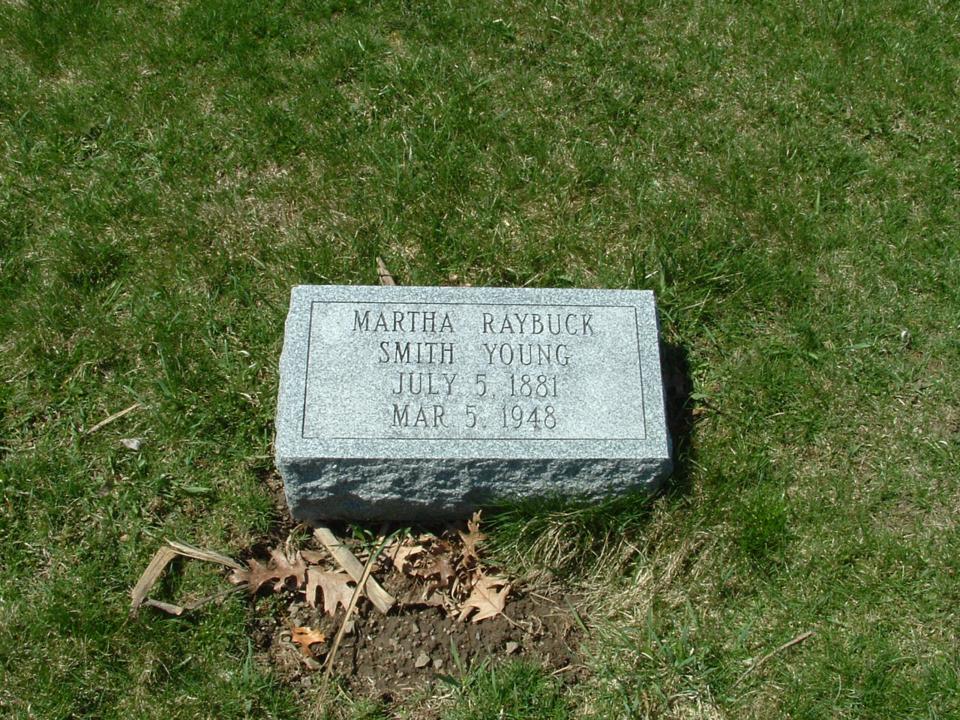 MARTHA RAYBUCK
SMITH YOUNG
JULY 5, 1881
MAR 5, 1948